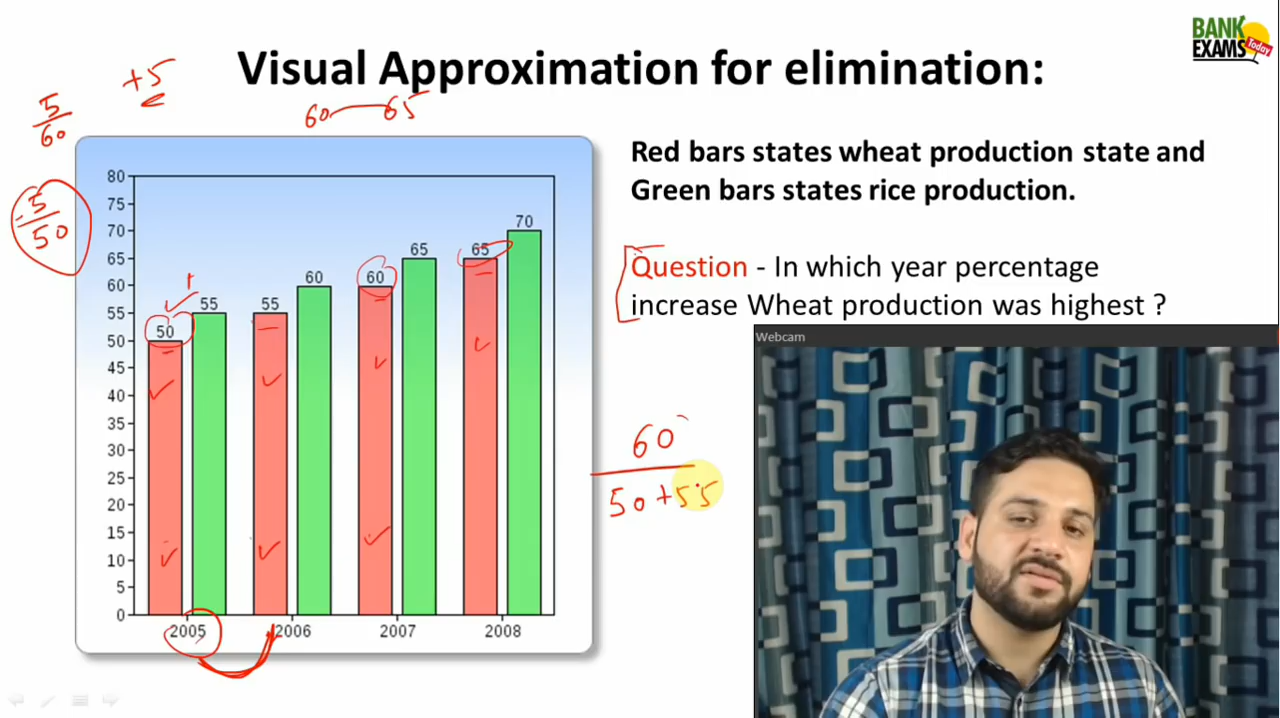 BANK
EXAMS Today
Visual Approximation for elimination:
+5
5/60
60 65
5/50
Red bars states wheat production state and
Green bars states rice production.
Question - In which year percentage
increase Wheat production was highest ?
Webcam
80
75
70
65
60
55
50
45
40
35
30
25
20
15
10
5
0
50 55 55 60 60 65 65 70
2005 2006 2007 2008
60
50+55